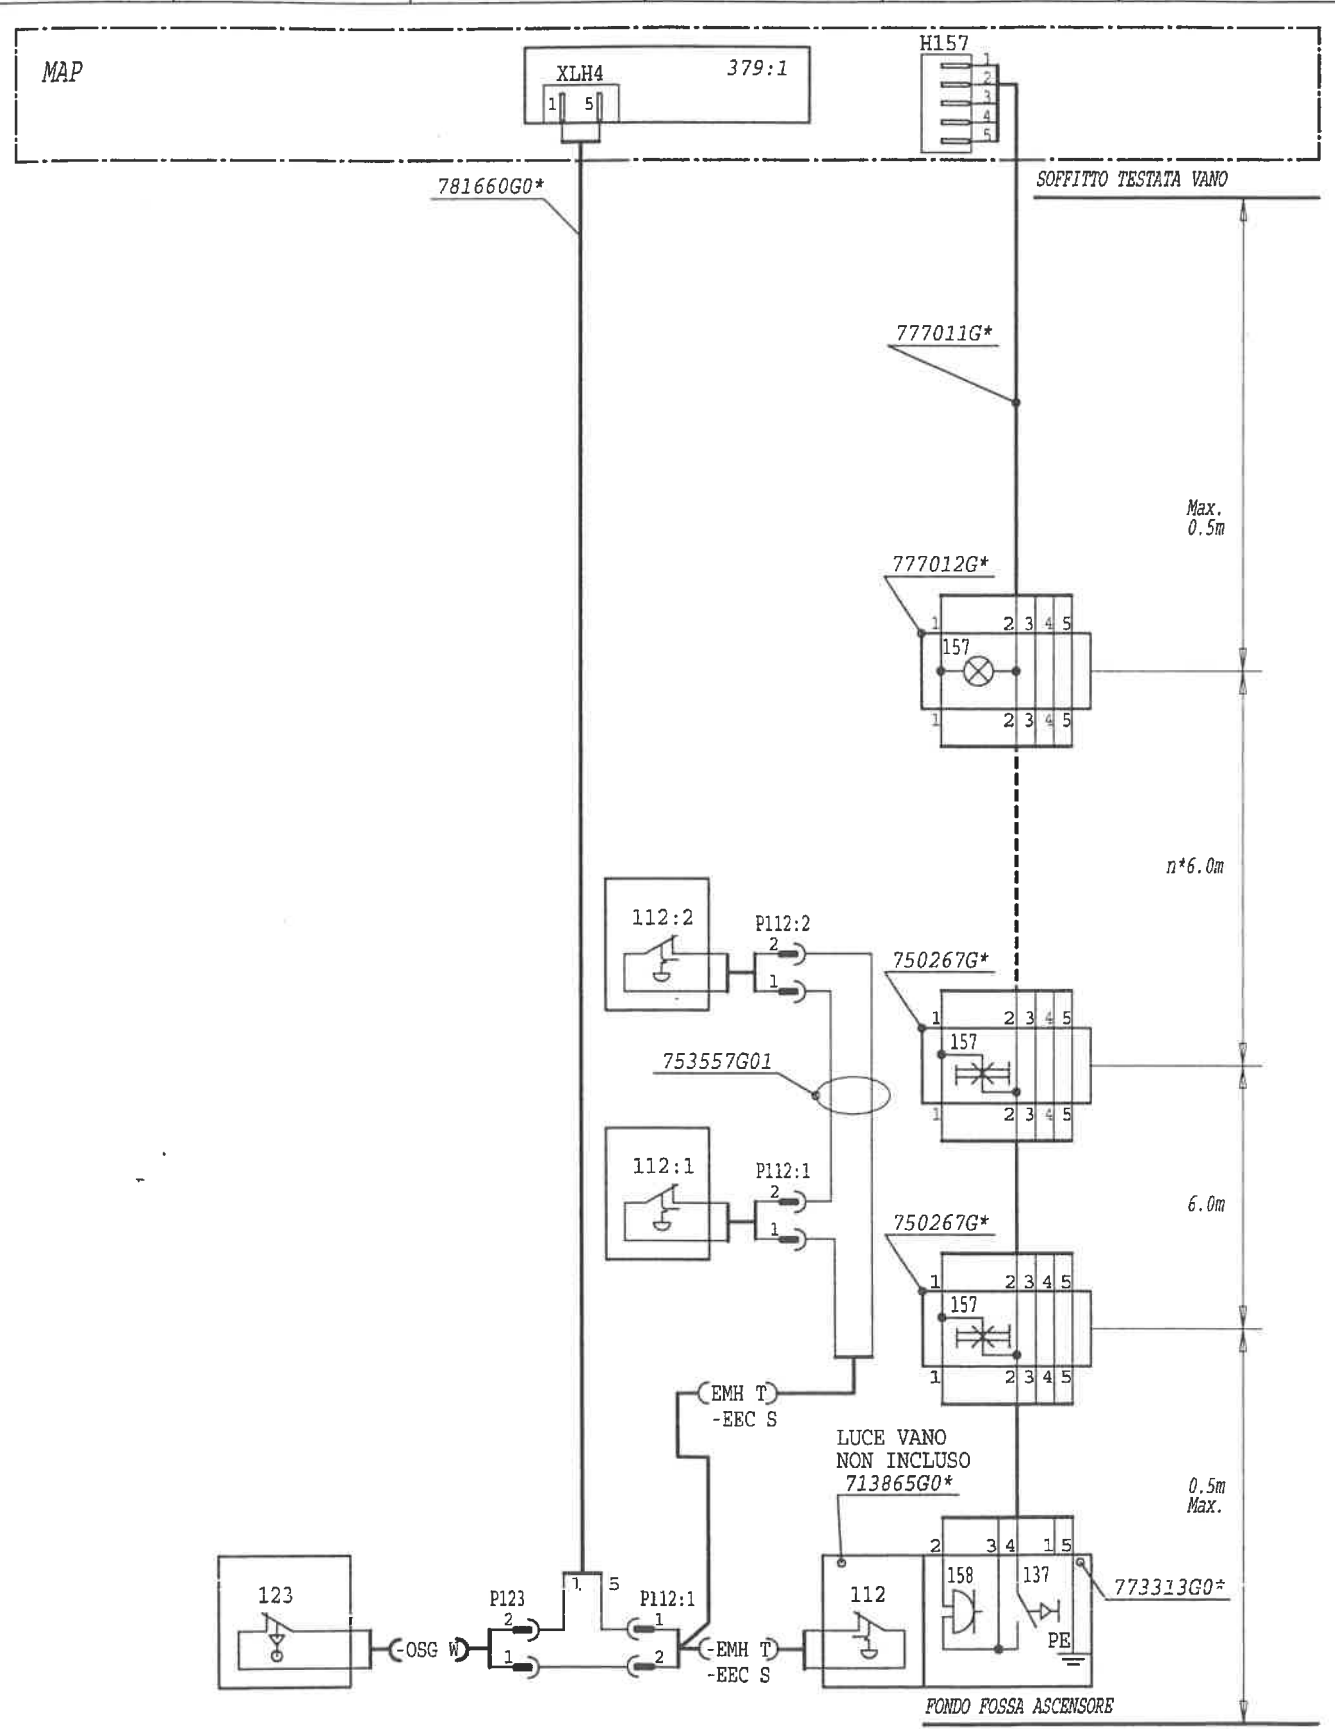 MAP
XLH4
379:1
1 5
H157
1
2
3
4
5
781660G0*
SOFFITTO TESTATA VANO
777011G*
Max.
0.5m
777012G*
1 2 3 4 5
157
1 2 3 4 5
n*6.0m
112:2
P112:2
2
1
750267G*
1 2 3 4 5
157
1 2 3 4 5
753557G01
112:1
P112:1
2
1
6.0m
750267G*
1 2 3 4 5
157
1 2 3 4 5
EMH T
-EEC S
LUCE VANO
NON INCLUSO
713865G0*
0.5m
Max.
2 3 4 1 5
158 137
773313G0*
PE
112
123
-OSG W
P123
2
1
1 5
P112:1
1
2
-EMH T
-EEC S
FONDO FOSSA ASCENSORE